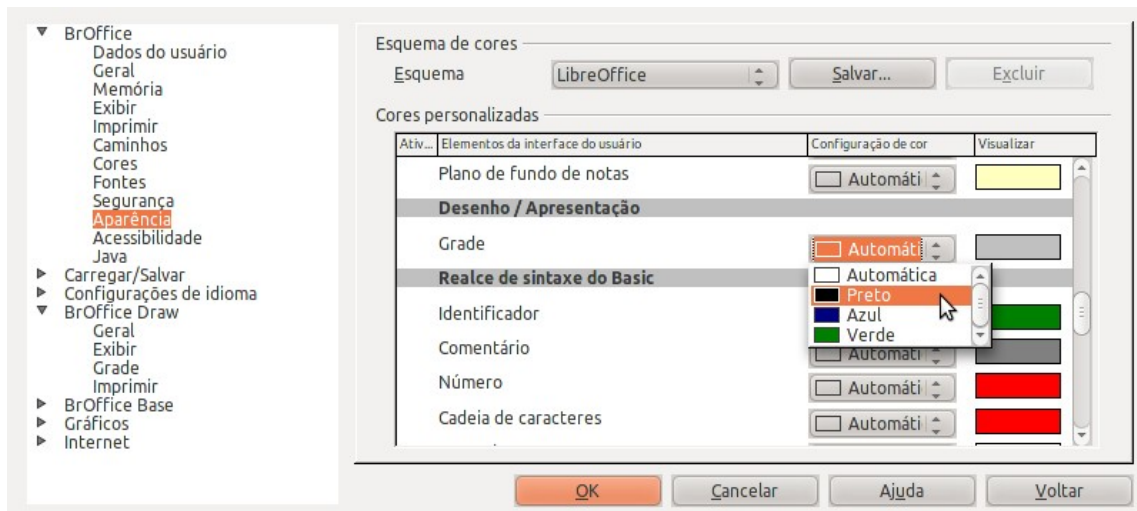 BrOffice
Dados do usuário
Geral
Memória
Exibir
Imprimir
Caminhos
Cores
Fontes
Segurança
Aparência
Acessibilidade
Java
Carregar/Salvar
Configurações de idioma
BrOffice Draw
Geral
Exibir
Grade
Imprimir
BrOffice Base
Gráficos
Internet
Esquema de cores
Esquema LibreOffice Salvar... Excluir
Cores personalizadas
Ativ... Elementos da interface do usuário Configuração de cor Visualizar
Plano de fundo de notas Automáti
Desenho / Apresentação
Grade Automáti
Automática
Realce de sintaxe do Basic
Preto
Identificador
Azul
Verde
Comentário Automáti
Número Automáti
Cadeia de caracteres Automáti
OK Cancelar Ajuda Voltar